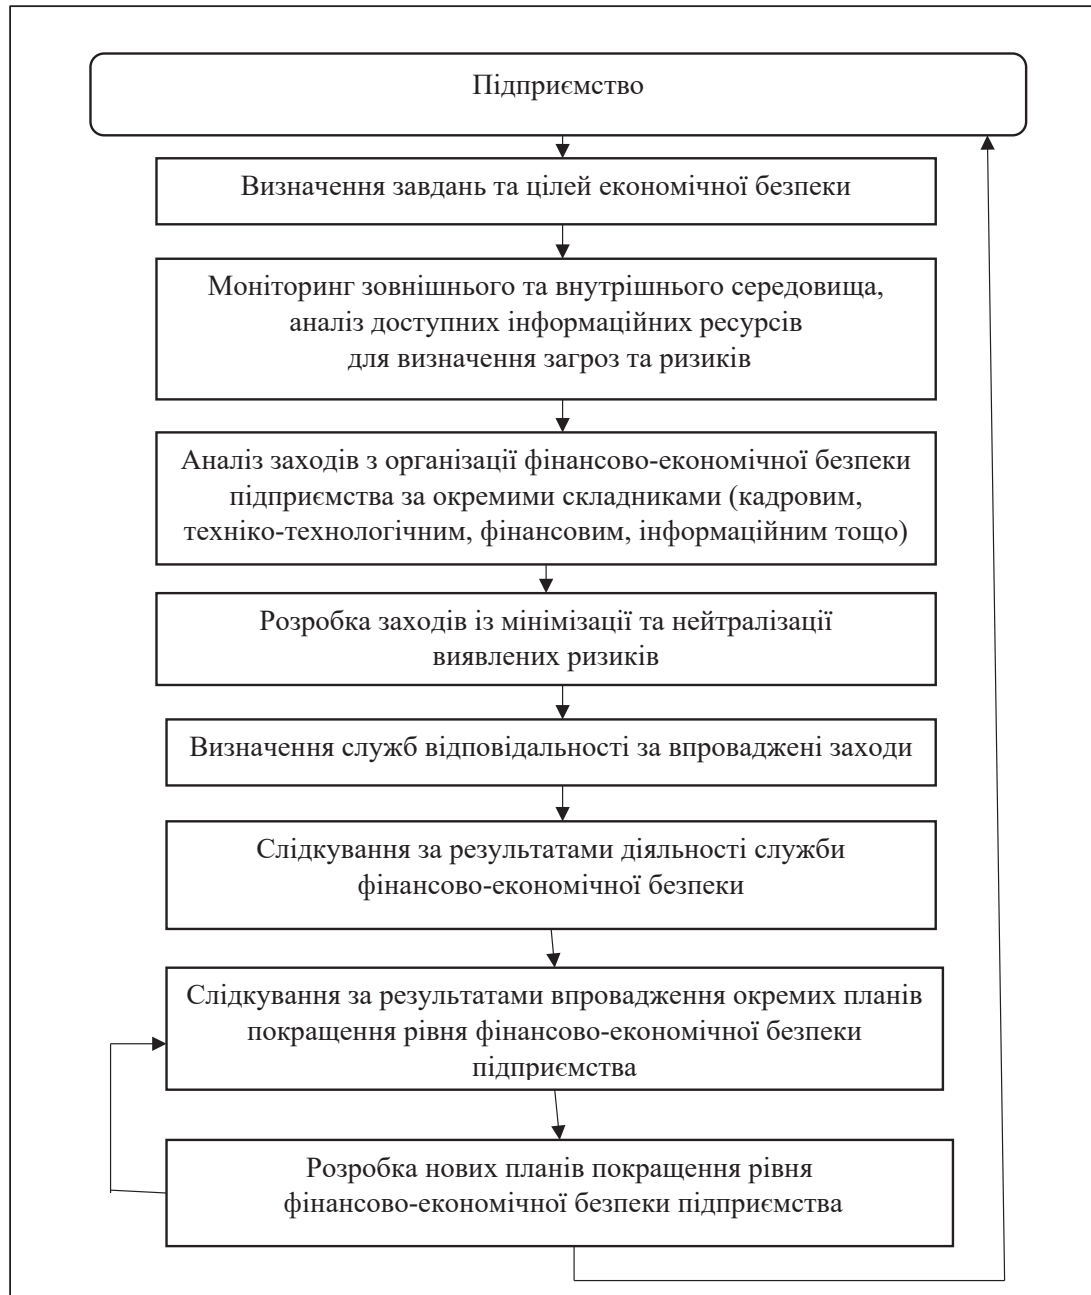 Підприємство
Визначення завдань та цілей економічної безпеки
Моніторинг зовнішнього та внутрішнього середовища,
аналіз доступних інформаційних ресурсів
для визначення загроз та ризиків
Аналіз заходів з організації фінансово-економічної безпеки
підприємства за окремими складниками (кадровим,
техніко-технологічним, фінансовим, інформаційним тощо)
Розробка заходів із мінімізації та нейтралізації
виявлених ризиків
Визначення служб відповідальності за впроваджені заходи
Слідкування за результатами діяльності служби
фінансово-економічної безпеки
Слідкування за результатами впровадження окремих планів
покращення рівня фінансово-економічної безпеки
підприємства
Розробка нових планів покращення рівня
фінансово-економічної безпеки підприємства